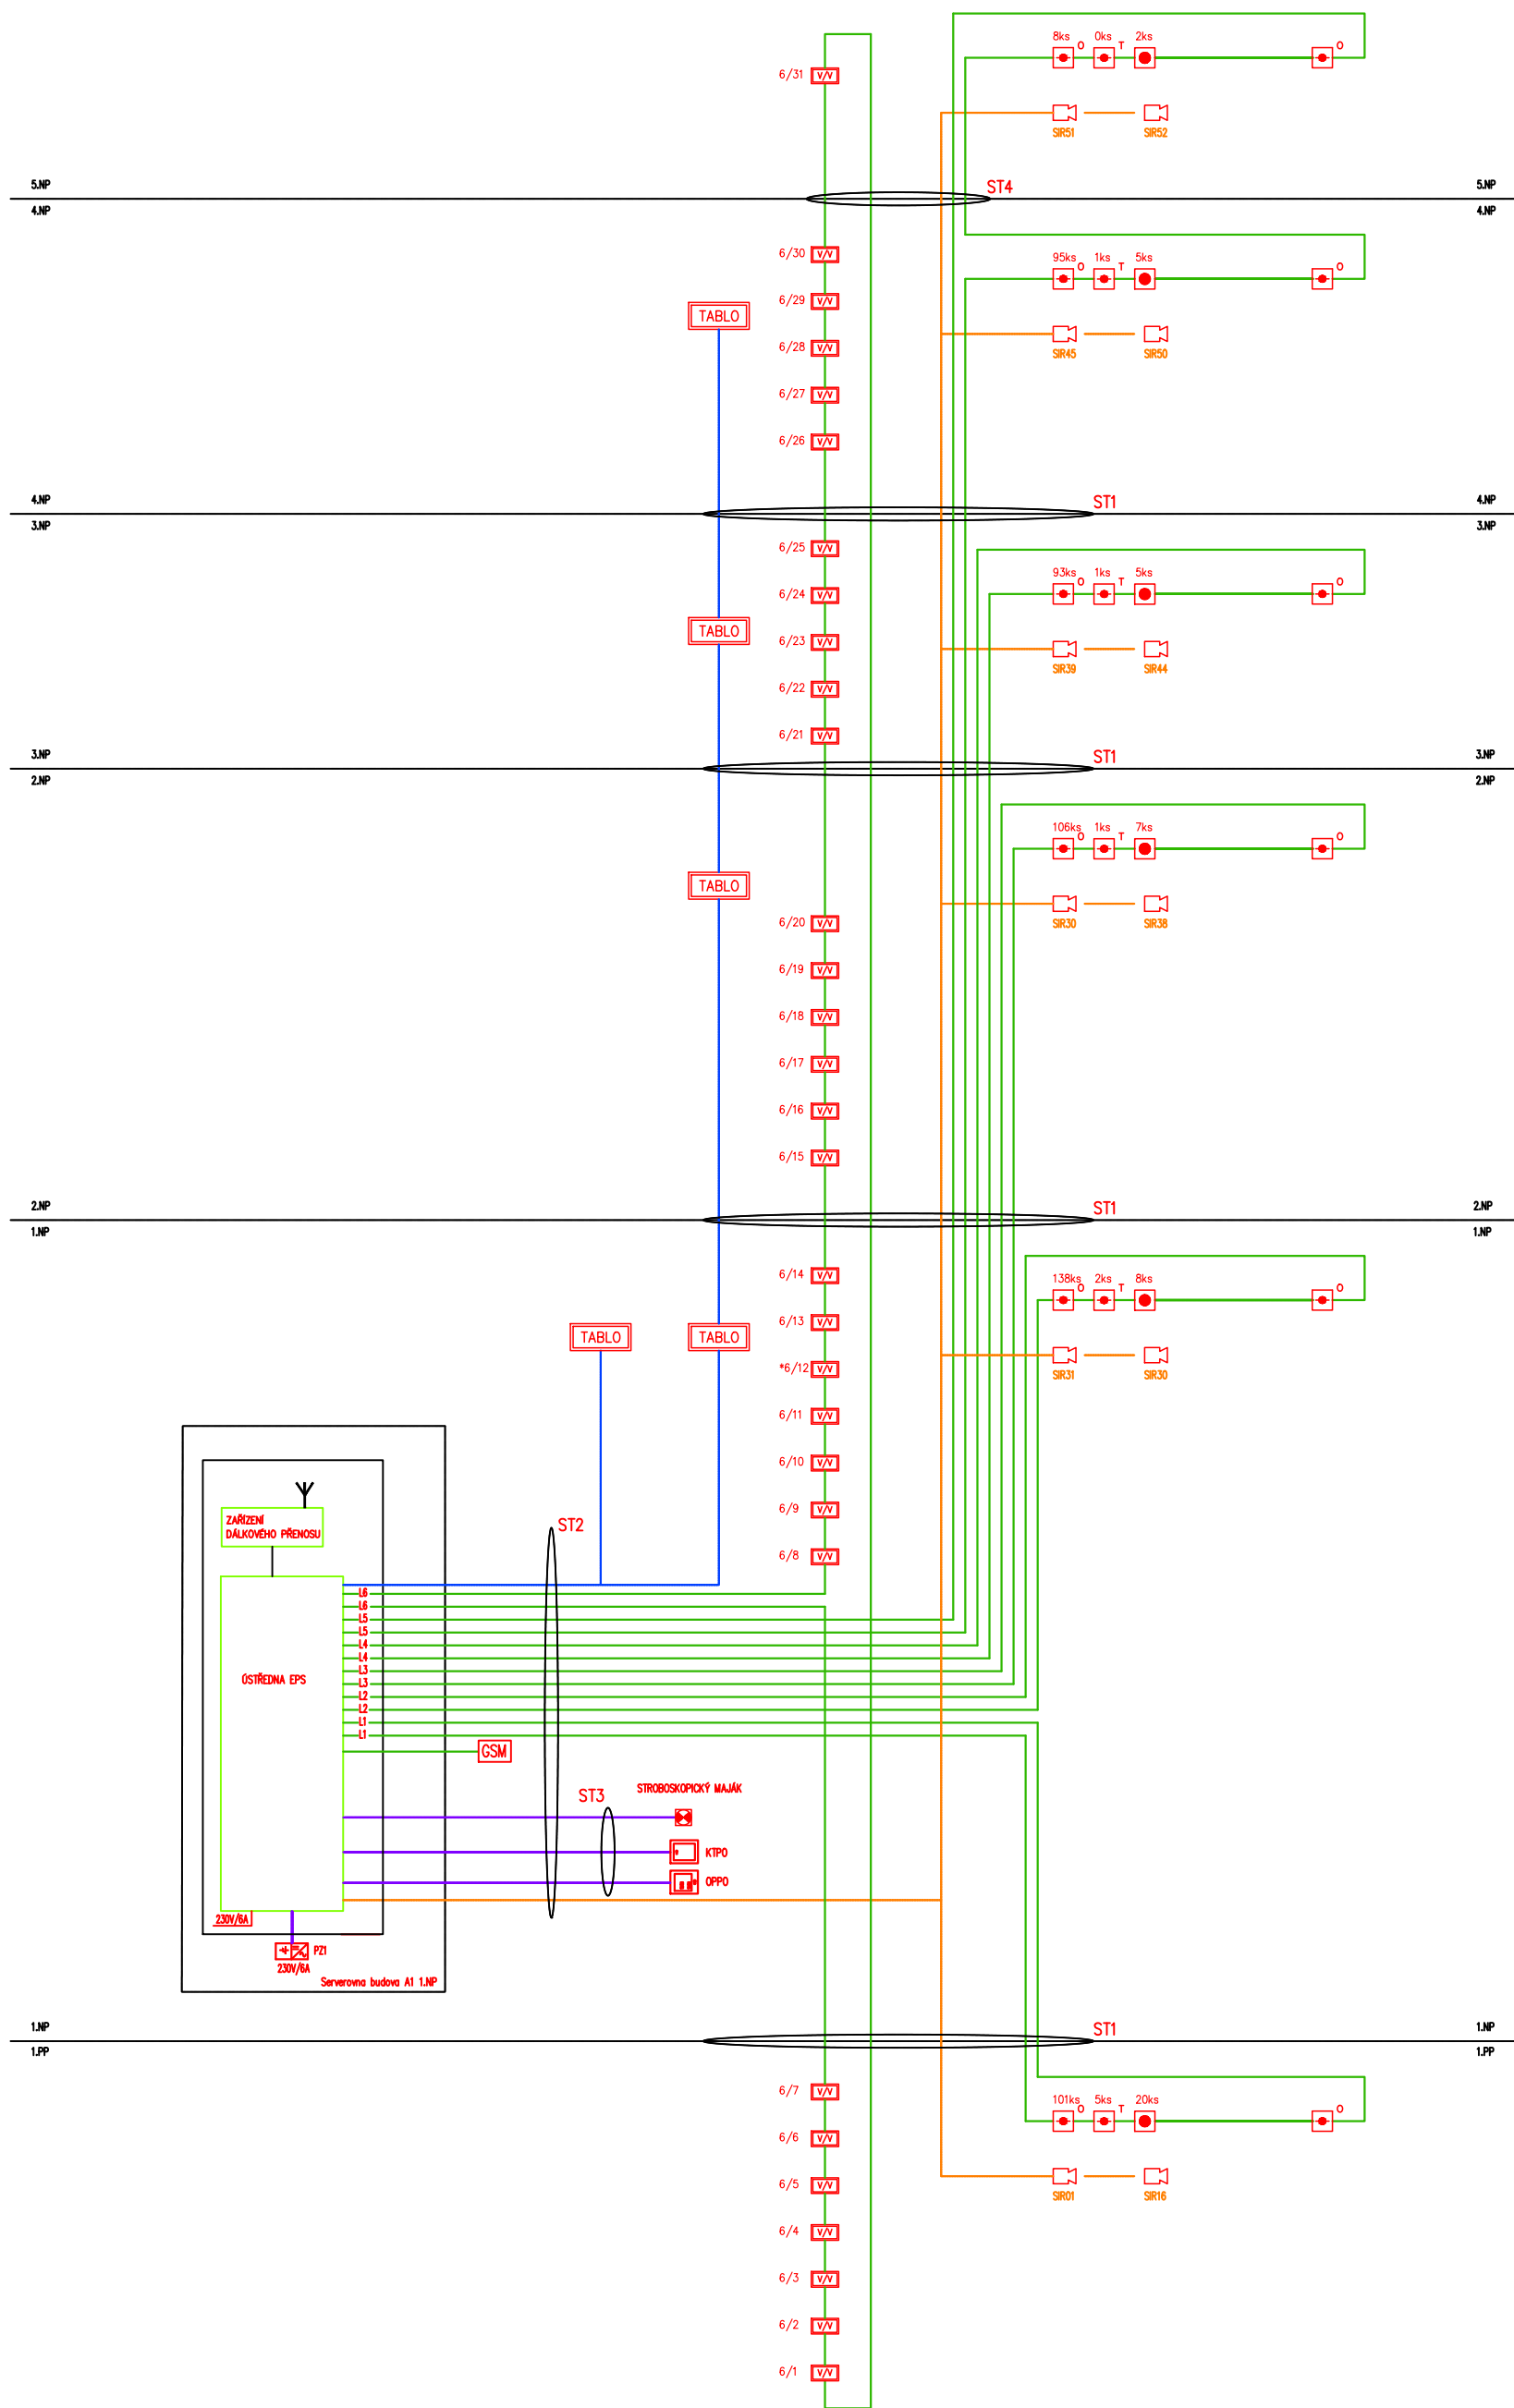 8ks O 0ks T 2ks O
6/31 V/V
SIR51 SIR52
5.NP ST4 5.NP
4.NP 4.NP
6/30 V/V 95ks O 1ks T 5ks O
6/29 V/V
TABLO
6/28 V/V SIR45 SIR50
6/27 V/V
6/26 V/V
4.NP ST1 4.NP
3.NP 3.NP
6/25 V/V
6/24 V/V 93ks O 1ks T 5ks O
TABLO 6/23 V/V
SIR39 SIR44
6/22 V/V
6/21 V/V
3.NP ST1 3.NP
2.NP 2.NP
106ks O 1ks T 7ks O
TABLO
6/20 V/V SIR30 SIR38
6/19 V/V
6/18 V/V
6/17 V/V
6/16 V/V
6/15 V/V
2.NP ST1 2.NP
1.NP 1.NP
6/14 V/V 138ks O 2ks T 8ks O
6/13 V/V
TABLO TABLO
*6/12 V/V SIR31 SIR30
6/11 V/V
6/10 V/V
6/9 V/V
ZAŘÍZENÍ
DÁLKOVÉHO PŘENOSU
ST2
6/8 V/V
L6
L6
L5
L5
L4
L4
L3
ÚSTŘEDNA EPS
L3
L2
L2
L1
L1
GSM
STROBOSKOPICKÝ MAJÁK
ST3
KTPO
OPPO
230V/6A
PZ1
230V/6A
Serverovna budova A1 1.NP
1.NP ST1 1.NP
1.PP 1.PP
6/7 V/V 101ks O 5ks T 20ks O
6/6 V/V
6/5 V/V SIR01 SIR16
6/4 V/V
6/3 V/V
6/2 V/V
6/1 V/V